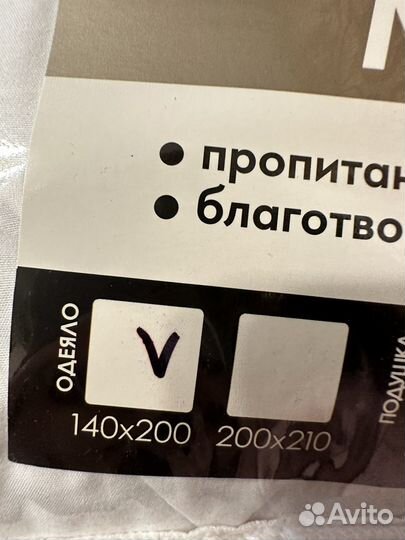 • пропитан
• благотво
ОДЕЯЛО
V
140x200
200x210
ПОДУШКА
Avito